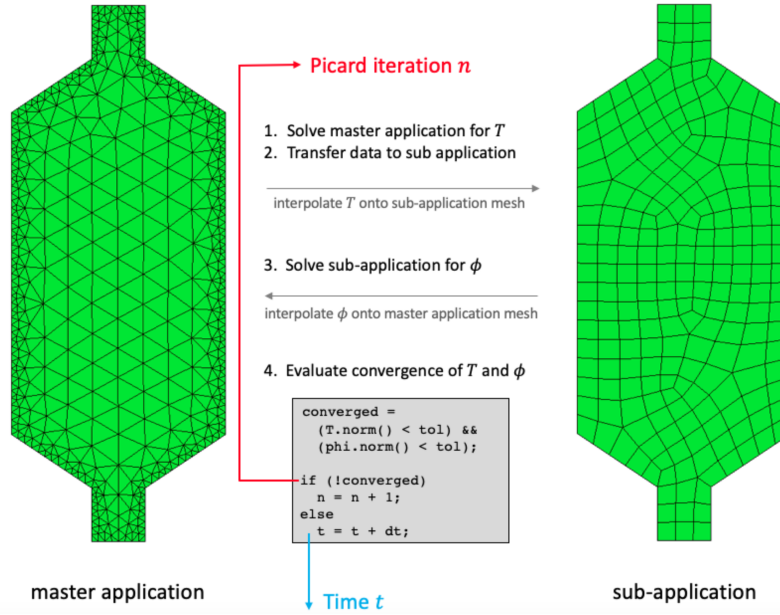 Picard iteration n
1. Solve master application for T
2. Transfer data to sub application
interpolate T onto sub-application mesh
3. Solve sub-application for ϕ
interpolate ϕ onto master application mesh
4. Evaluate convergence of T and ϕ
converged =
(T.norm() < tol) &&
(phi.norm() < tol);
if (!converged)
n = n + 1;
else
t = t + dt;
master application
Time t
sub-application